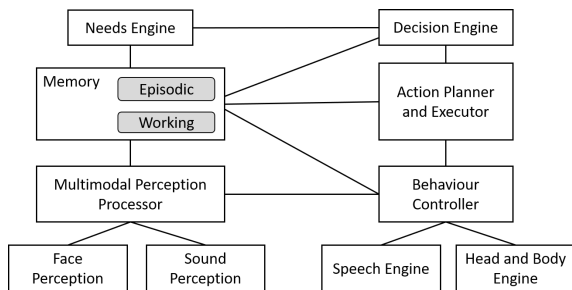 Needs Engine
Decision Engine
Memory
Episodic
Working
Action Planner
and Executor
Multimodal Perception
Processor
Behaviour
Controller
Face
Perception
Sound
Perception
Speech Engine
Head and Body
Engine